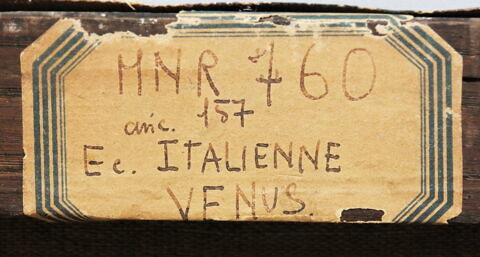 MNR 760
anc. 157
Ec. ITALIENNE
VENUS.